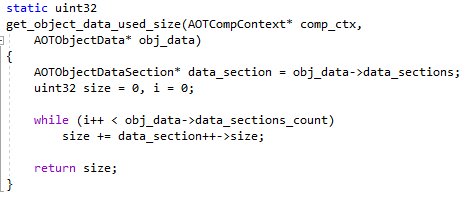 static uint32
get_object_data_used_size(AOTCompContext* comp_ctx,
    AOTObjectData* obj_data)
{
    AOTObjectDataSection* data_section = obj_data->data_sections;
    uint32 size = 0, i = 0;

    while (i++ < obj_data->data_sections_count)
        size += data_section++->size;

    return size;
}